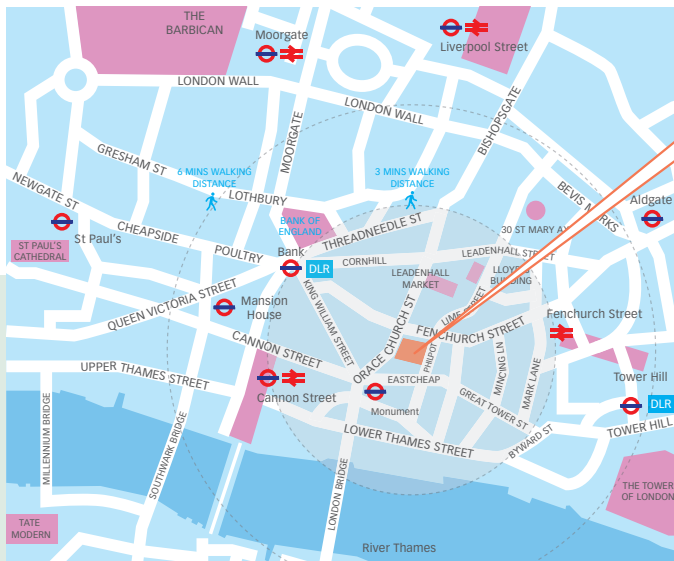 THE
BARBICAN
Moorgate
Liverpool Street
LONDON WALL
LONDON WALL
MOORGATE
BISHOPSGATE
GRESHAM ST
6 MINS WALKING
DISTANCE
3 MINS WALKING
DISTANCE
NEWGATE ST
LOTHBURY
BEVIS MARKS
Aldgate
St Paul's
CHEAPSIDE
BANK OF
ENGLAND
THREADNEEDLE ST
30 ST MARY AX
ST PAUL'S
CATHEDRAL
POULTRY
Bank
DLR
CORNHILL
LEADENHALL STREET
LEADENHALL
MARKET
LLOYD'S
BUILDING
QUEEN VICTORIA STREET
Mansion
House
KING WILLIAM STREET
ORACE CHURCH ST
LIME STREET
FENCHURCH STREET
Fenchurch Street
CANNON STREET
PHILPOT
MINCING LN
MARK LANE
UPPER THAMES STREET
Cannon Street
EASTCHEAP
Monument
GREAT TOWER ST
Tower Hill
DLR
TOWER HILL
MILLENNIUM BRIDGE
SOUTHWARK BRIDGE
LOWER THAMES STREET
BYWARD ST
LONDON BRIDGE
THE TOWER
OF LONDON
TATE
MODERN
River Thames